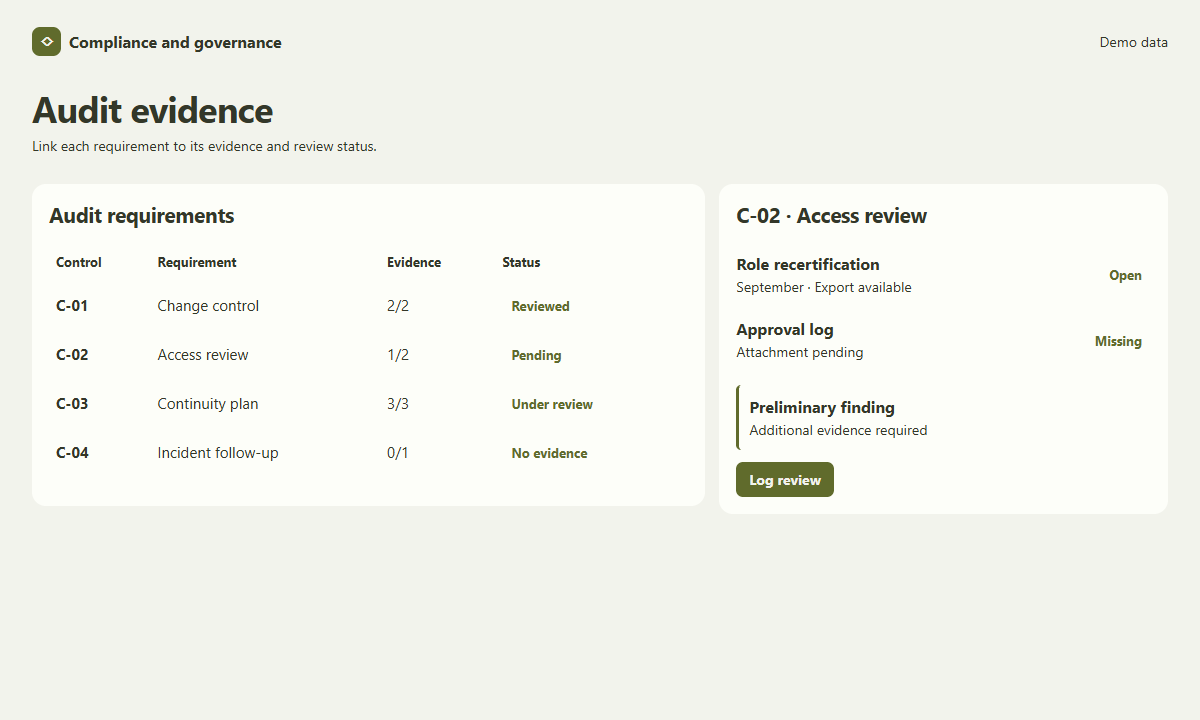 Compliance and governance
Demo data
Audit evidence
Link each requirement to its evidence and review status.
Audit requirements
Control Requirement Evidence Status
C-01 Change control 2/2 Reviewed
C-02 Access review 1/2 Pending
C-03 Continuity plan 3/3 Under review
C-04 Incident follow-up 0/1 No evidence
C-02 · Access review
Role recertification
September · Export available
Open
Approval log
Attachment pending
Missing
Preliminary finding
Additional evidence required
Log review